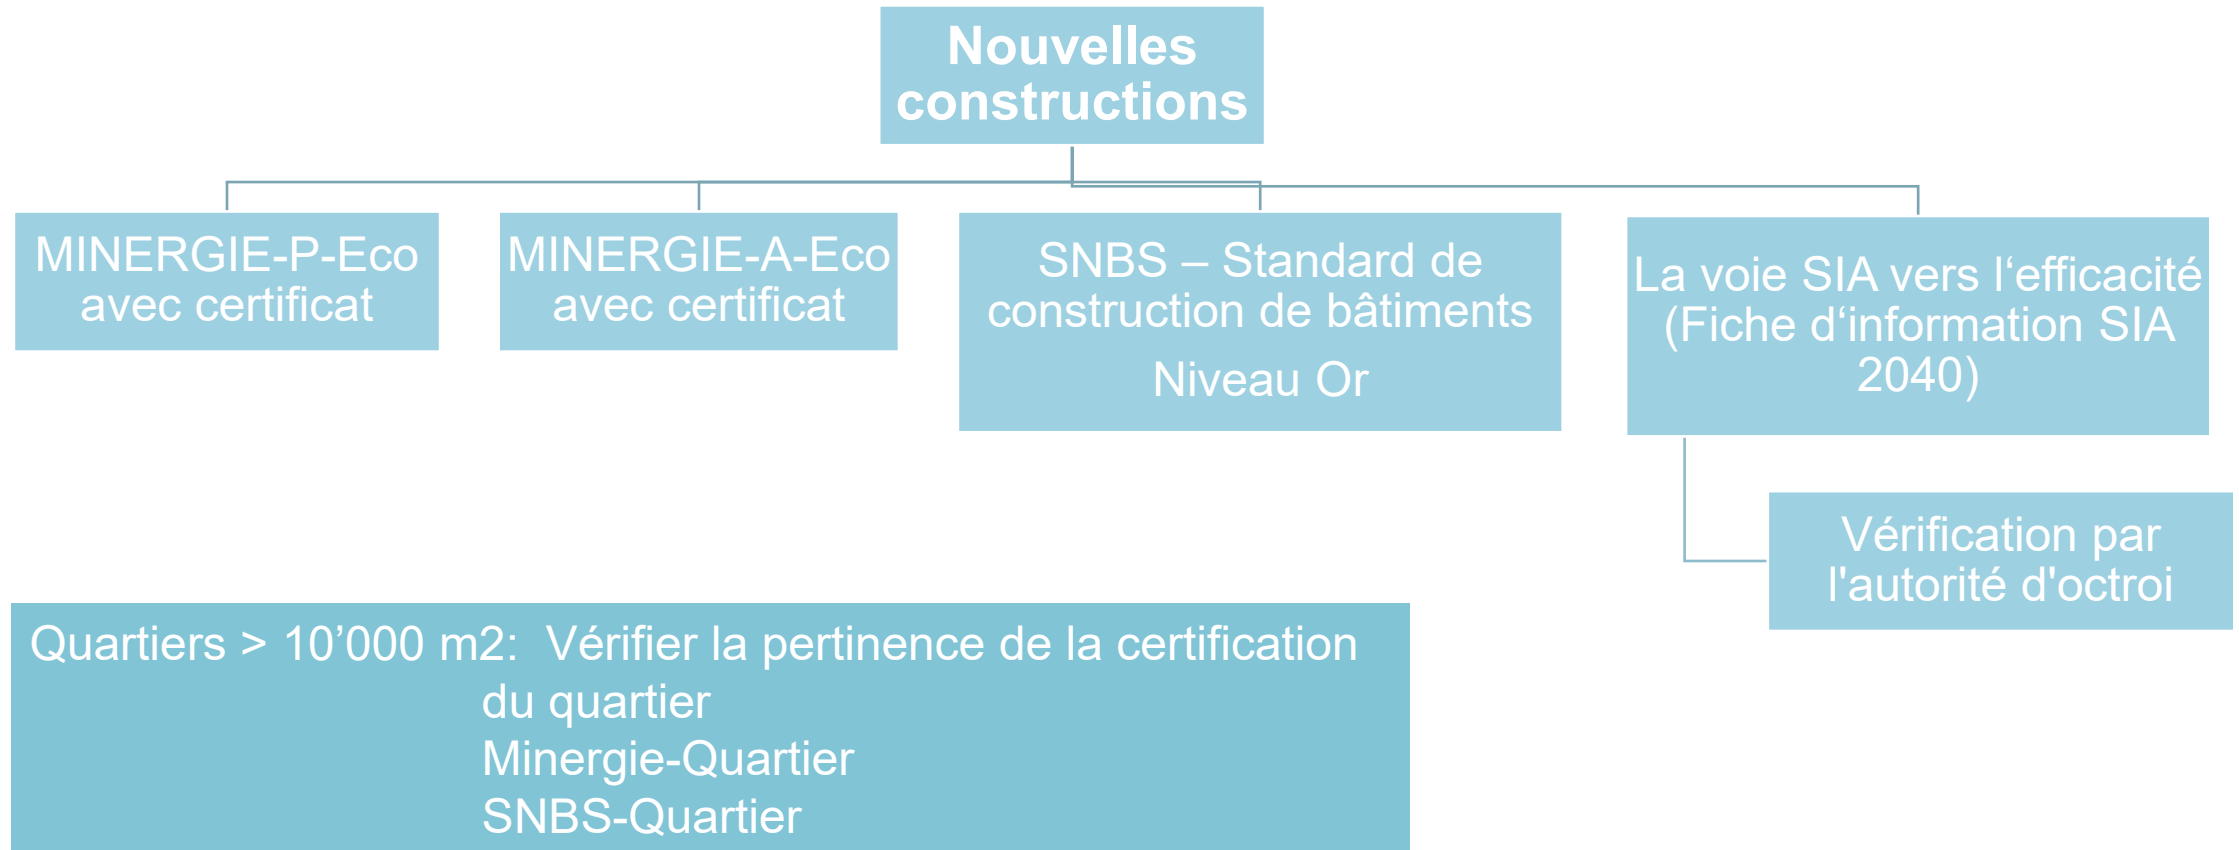 Nouvelles
constructions
MINERGIE-P-Eco
avec certificat
MINERGIE-A-Eco
avec certificat
SNBS – Standard de
construction de bâtiments
Niveau Or
La voie SIA vers l‘efficacité
(Fiche d‘information SIA
2040)
Vérification par
l'autorité d'octroi
Quartiers > 10’000 m2: Vérifier la pertinence de la certification
du quartier
Minergie-Quartier
SNBS-Quartier